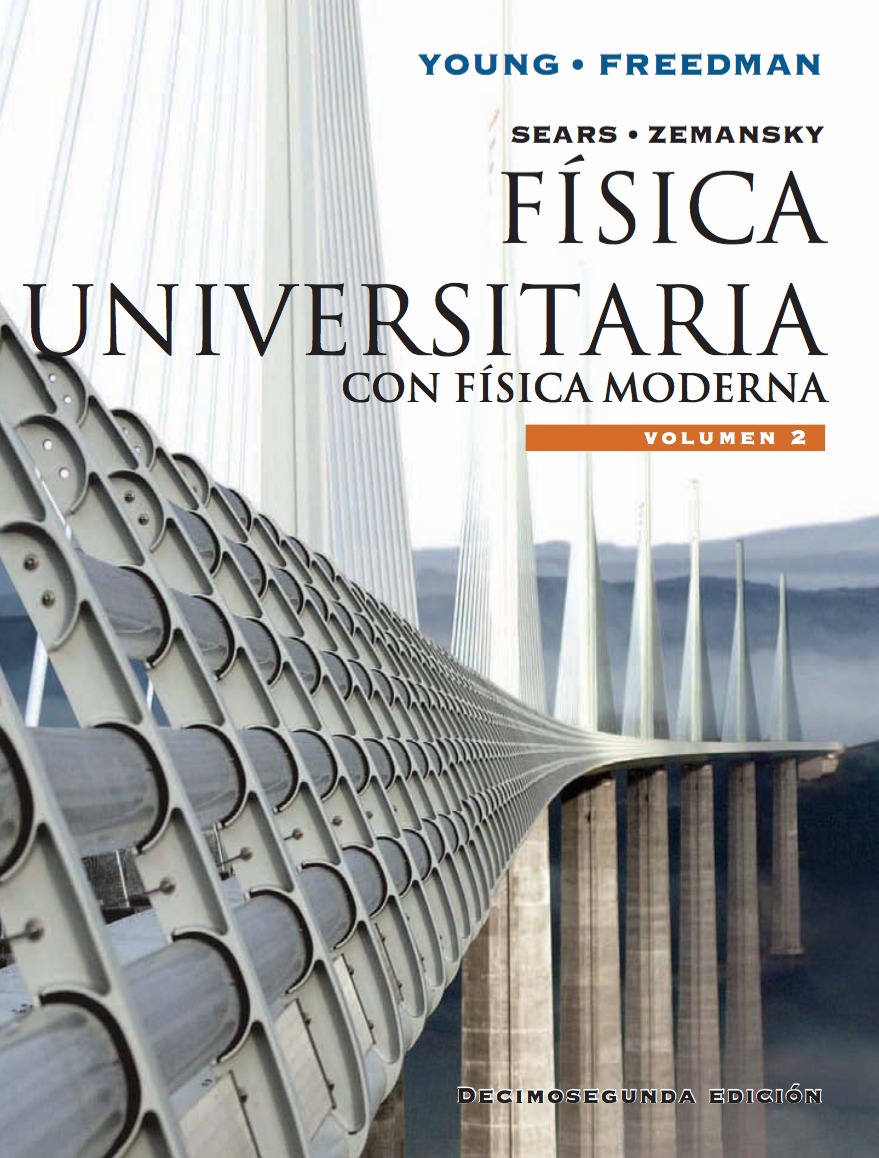 YOUNG • FREEDMAN
SEARS • ZEMANSKY
FÍSICA
UNIVERSITARIA
CON FÍSICA MODERNA
VOLUMEN 2
DECIMOSEGUNDA EDICIÓN